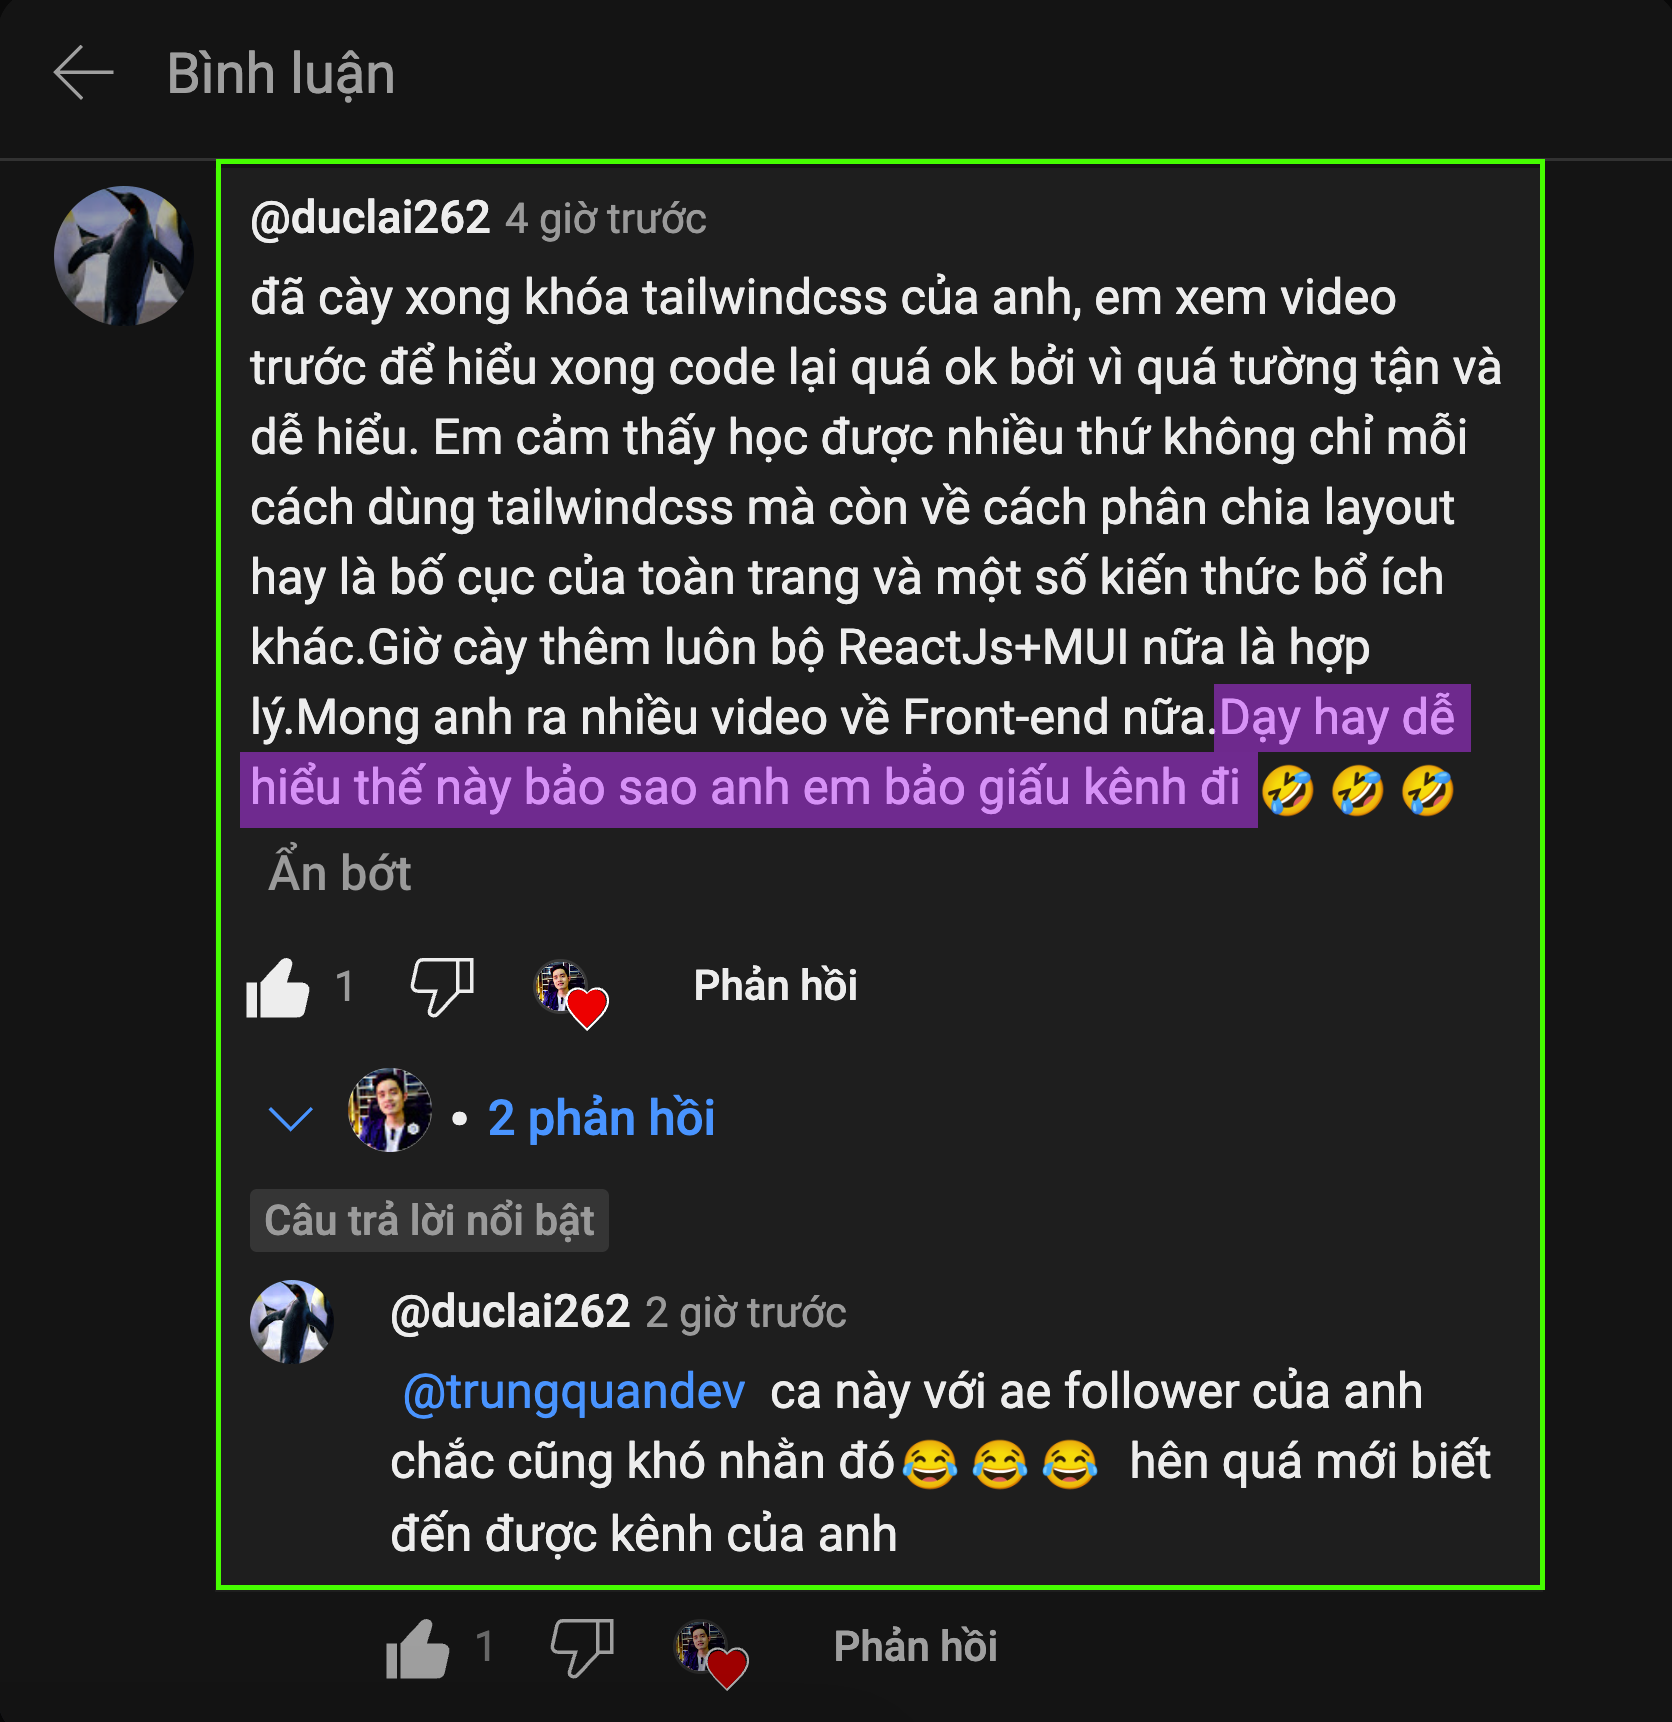 Bình luận
@duclai262 4 giờ trước
đã cày xong khóa tailwindcss của anh, em xem video
trước để hiểu xong code lại quá ok bởi vì quá tường tận và
dễ hiểu. Em cảm thấy học được nhiều thứ không chỉ mỗi
cách dùng tailwindcss mà còn về cách phân chia layout
hay là bố cục của toàn trang và một số kiến thức bổ ích
khác.Giờ cày thêm luôn bộ ReactJs+MUI nữa là hợp
lý.Mong anh ra nhiều video về Front-end nữa.Dạy hay dễ
hiểu thế này bảo sao anh em bảo giấu kênh đi 🤣 🤣 🤣
Ẩn bớt
1 Phản hồi
• 2 phản hồi
Câu trả lời nổi bật
@duclai262 2 giờ trước
@trungquandev ca này với ae follower của anh
chắc cũng khó nhằn đó😂 😂 😂 hên quá mới biết
đến được kênh của anh
1 Phản hồi